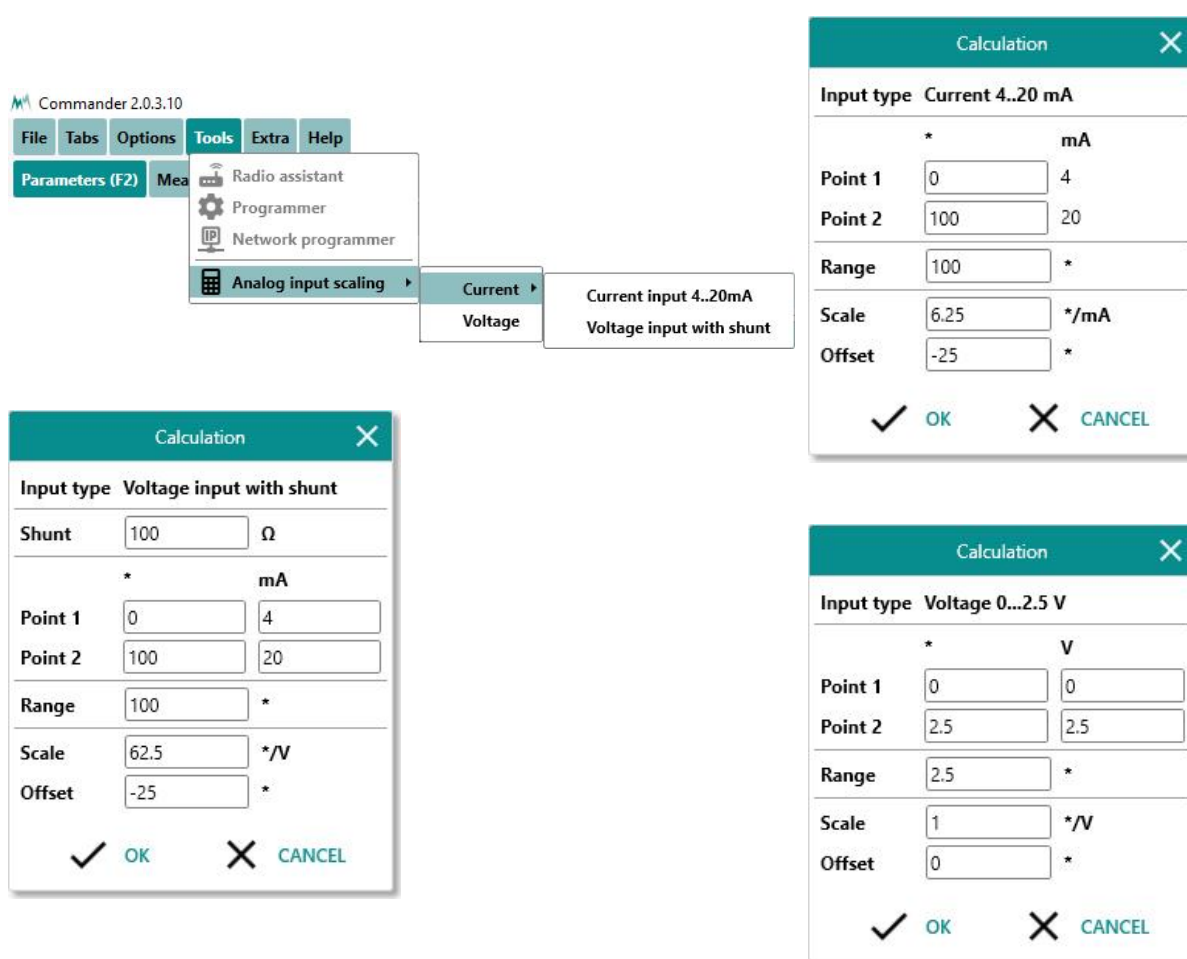 Commander 2.0.3.10
File Tabs Options Tools Extra Help
Parameters (F2) Mea
Radio assistant
Programmer
IP Network programmer
Analog input scaling
Current
Voltage
Current input 4..20mA
Voltage input with shunt
Calculation
Input type Current 4..20 mA
* mA
Point 1 0 4
Point 2 100 20
Range 100 *
Scale 6.25 */mA
Offset -25 *
OK CANCEL
Calculation
Input type Voltage input with shunt
Shunt 100 Ω
* mA
Point 1 0 4
Point 2 100 20
Range 100 *
Scale 62.5 */V
Offset -25 *
OK CANCEL
Calculation
Input type Voltage 0...2.5 V
* V
Point 1 0 0
Point 2 2.5 2.5
Range 2.5 *
Scale 1 */V
Offset 0 *
OK CANCEL